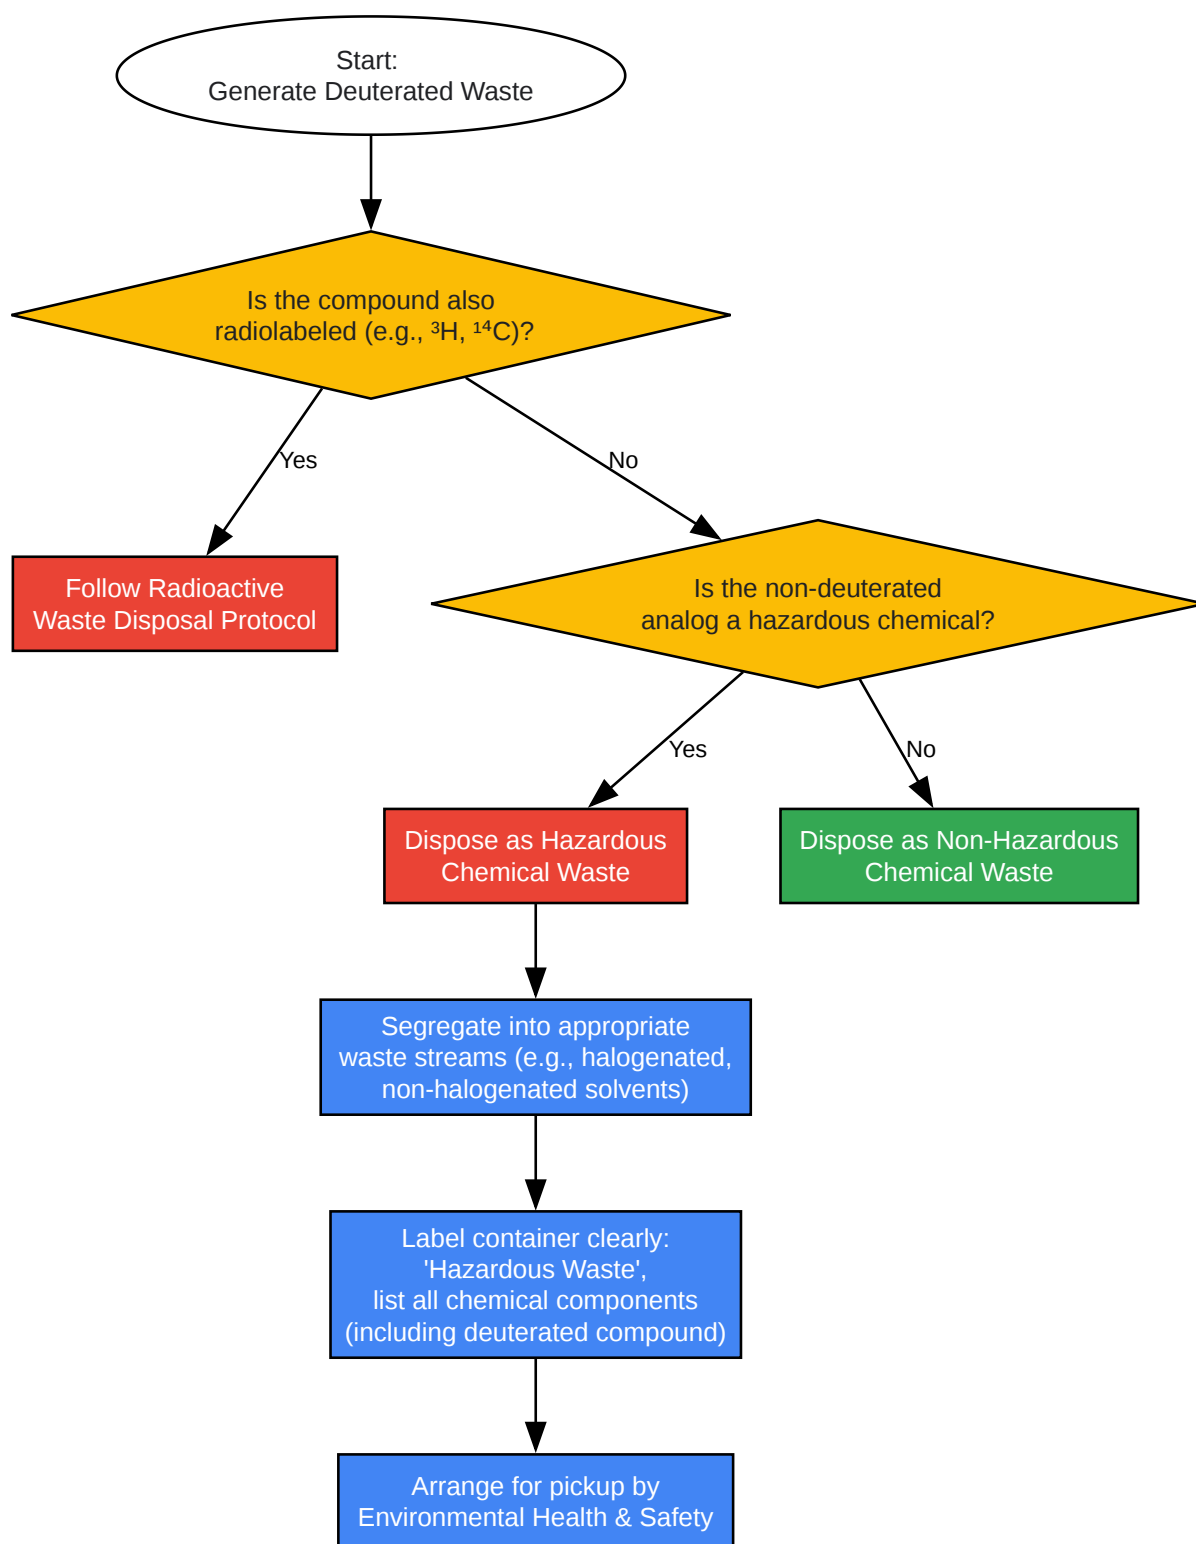 Start:
Generate Deuterated Waste
Is the compound also
radiolabeled (e.g., ³H, ¹⁴C)?
Yes
No
Follow Radioactive
Waste Disposal Protocol
Is the non-deuterated
analog a hazardous chemical?
Yes
No
Dispose as Hazardous
Chemical Waste
Dispose as Non-Hazardous
Chemical Waste
Segregate into appropriate
waste streams (e.g., halogenated,
non-halogenated solvents)
Label container clearly:
'Hazardous Waste',
list all chemical components
(including deuterated compound)
Arrange for pickup by
Environmental Health & Safety